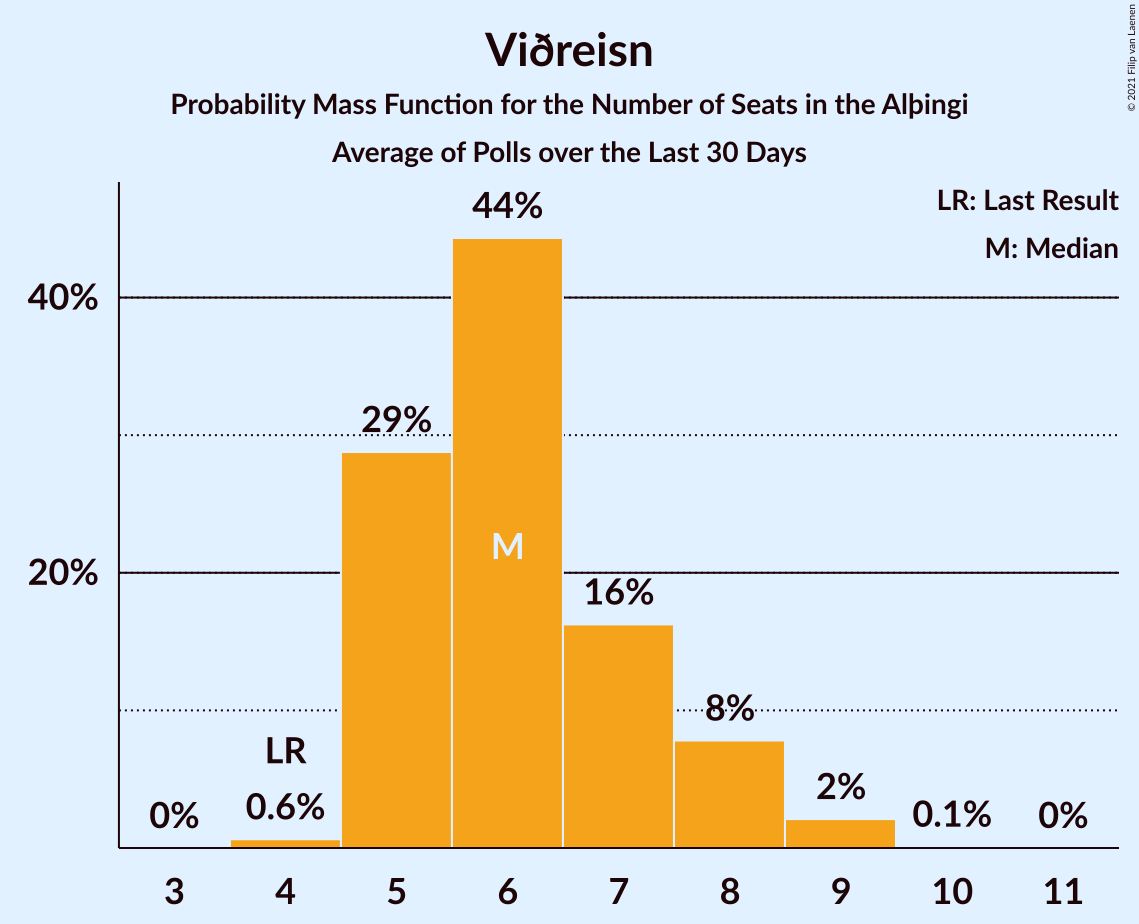 © 2021 Filip van Laenen
Viðreisn
Probability Mass Function for the Number of Seats in the Alþingi
Average of Polls over the Last 30 Days
LR: Last Result
M: Median
44%
40%
29%
M
20%
16%
8%
LR
2%
0% 0.6% 0.1% 0%
3 4 5 6 7 8 9 10 11